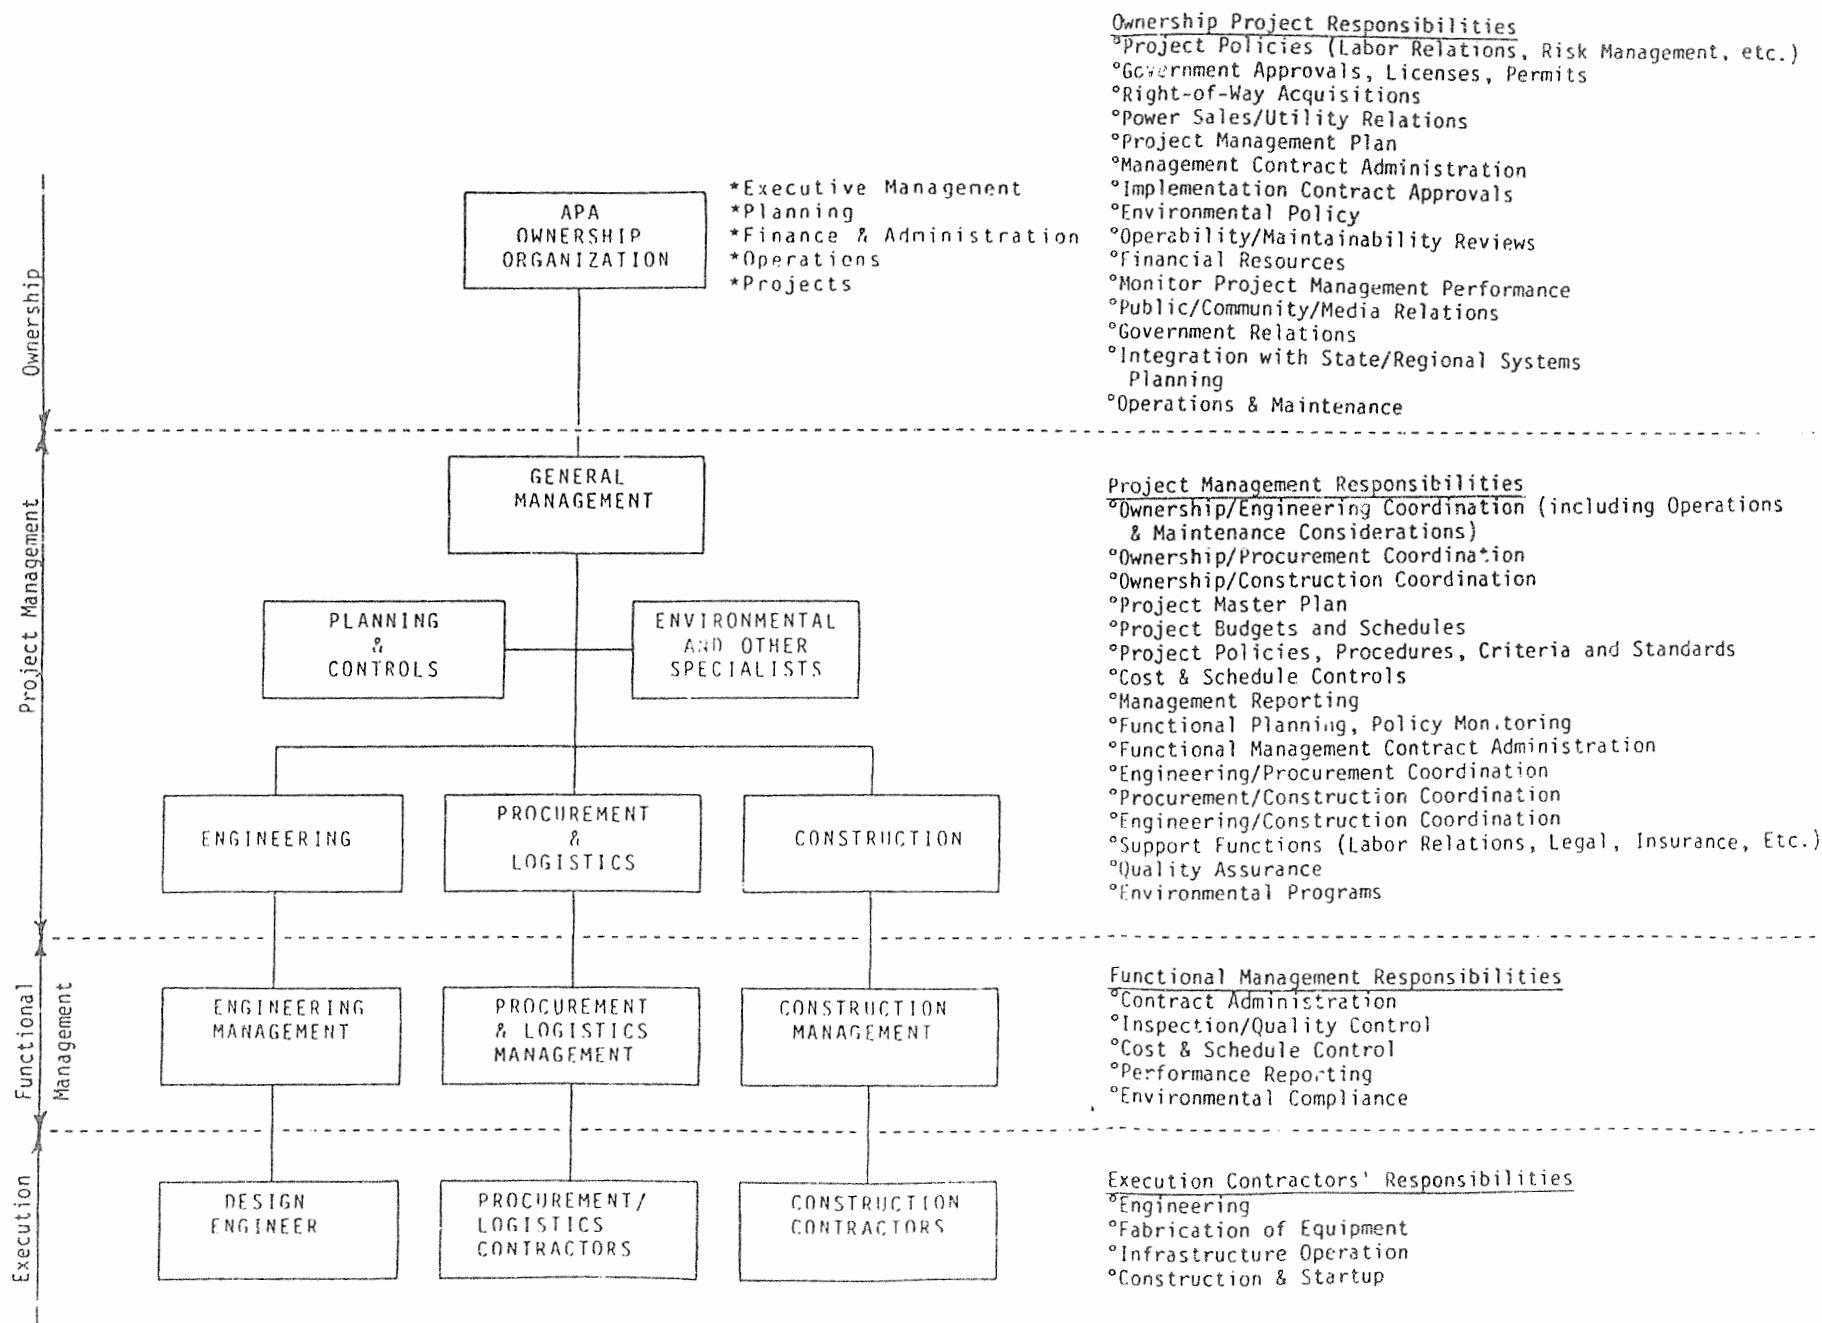 Ownership Project Responsibilities
°Project Policies (Labor Relations, Risk Management, etc.)
°Government Approvals, Licenses, Permits
°Right-of-Way Acquisitions
°Power Sales/Utility Relations
°Project Management Plan
°Management Contract Administration
°Implementation Contract Approvals
°Environmental Policy
°Operability/Maintainability Reviews
°Financial Resources
°Monitor Project Management Performance
°Public/Community/Media Relations
°Government Relations
°Integration with State/Regional Systems
Planning
°Operations & Maintenance
APA
OWNERSHIP
ORGANIZATION
*Executive Management
*Planning
*Finance & Administration
*Operations
*Projects
Ownership
GENERAL
MANAGEMENT
PLANNING
&
CONTROLS
ENVIRONMENTAL
AND OTHER
SPECIALISTS
ENGINEERING
PROCUREMENT
&
LOGISTICS
CONSTRUCTION
Project Management
Project Management Responsibilities
°Ownership/Engineering Coordination (including Operations
& Maintenance Considerations)
°Ownership/Procurement Coordination
°Ownership/Construction Coordination
°Project Master Plan
°Project Budgets and Schedules
°Project Policies, Procedures, Criteria and Standards
°Cost & Schedule Controls
°Management Reporting
°Functional Planning, Policy Monitoring
°Functional Management Contract Administration
°Engineering/Procurement Coordination
°Procurement/Construction Coordination
°Engineering/Construction Coordination
°Support Functions (Labor Relations, Legal, Insurance, Etc.)
°Quality Assurance
°Environmental Programs
Functional
Management
ENGINEERING
MANAGEMENT
PROCUREMENT
& LOGISTICS
MANAGEMENT
CONSTRUCTION
MANAGEMENT
Functional Management Responsibilities
°Contract Administration
°Inspection/Quality Control
°Cost & Schedule Control
°Performance Reporting
°Environmental Compliance
Execution
DESIGN
ENGINEER
PROCUREMENT/
LOGISTICS
CONTRACTORS
CONSTRUCTION
CONTRACTORS
Execution Contractors' Responsibilities
°Engineering
°Fabrication of Equipment
°Infrastructure Operation
°Construction & Startup